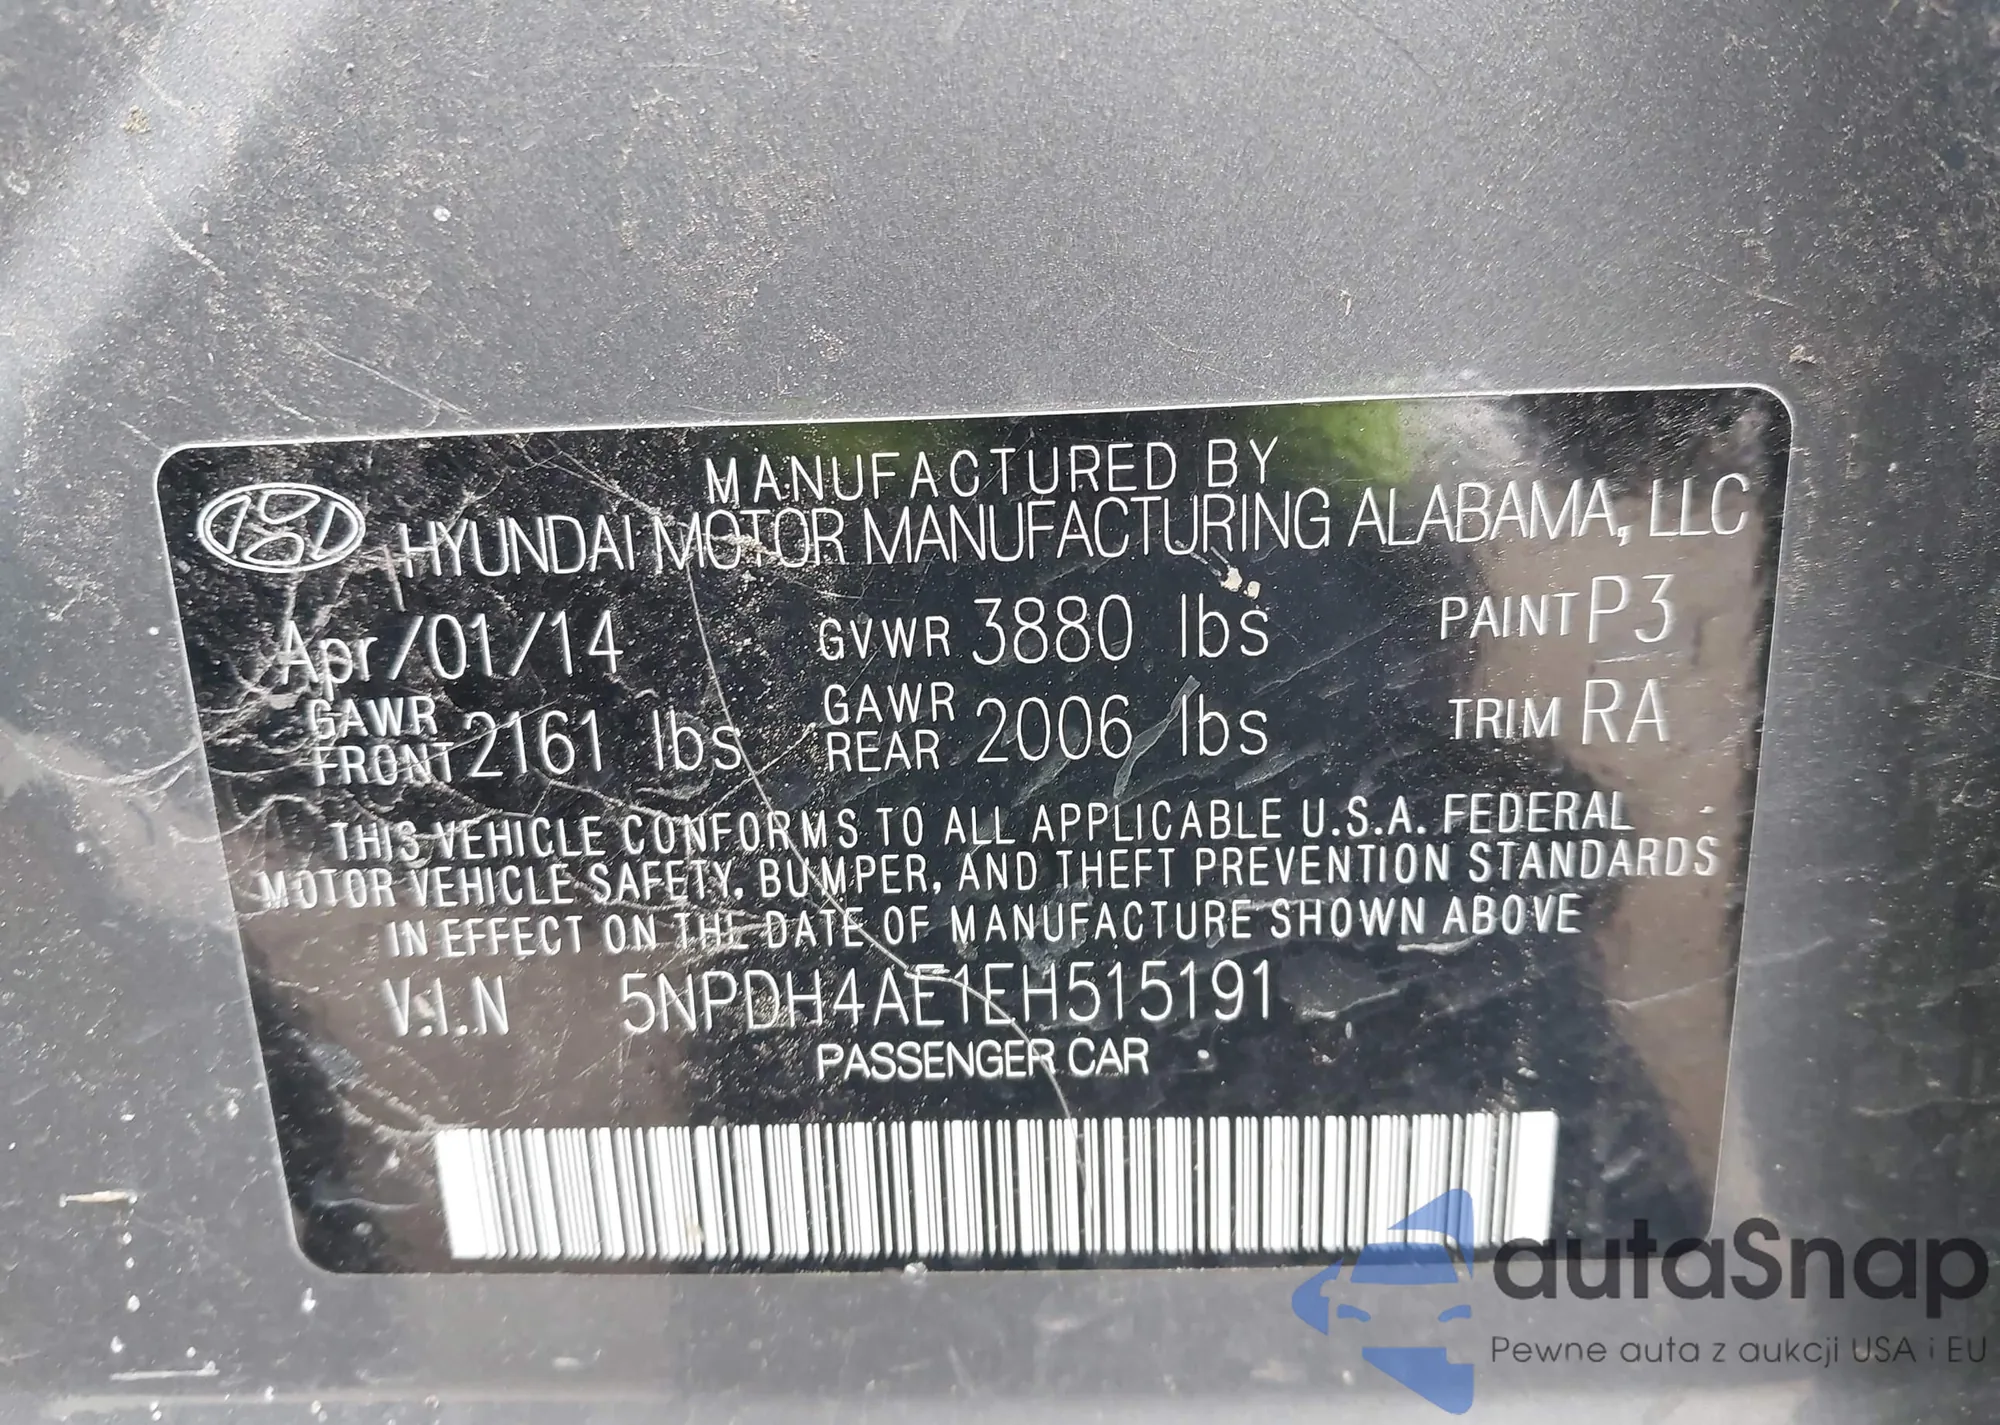 MANUFACTURED BY
HYUNDAI MOTOR MANUFACTURING ALABAMA, LLC
Apr/01/14 GVWR 3880 lbs PAINT P3
GAWR FRONT 2161 lbs GAWR REAR 2006 lbs TRIM RA
THIS VEHICLE CONFORMS TO ALL APPLICABLE U.S.A. FEDERAL
MOTOR VEHICLE SAFETY, BUMPER, AND THEFT PREVENTION STANDARDS
IN EFFECT ON THE DATE OF MANUFACTURE SHOWN ABOVE
V.I.N 5NPDH4AE1EH515191
PASSENGER CAR
autaSnap
Pewne auta z aukcji USA i EU